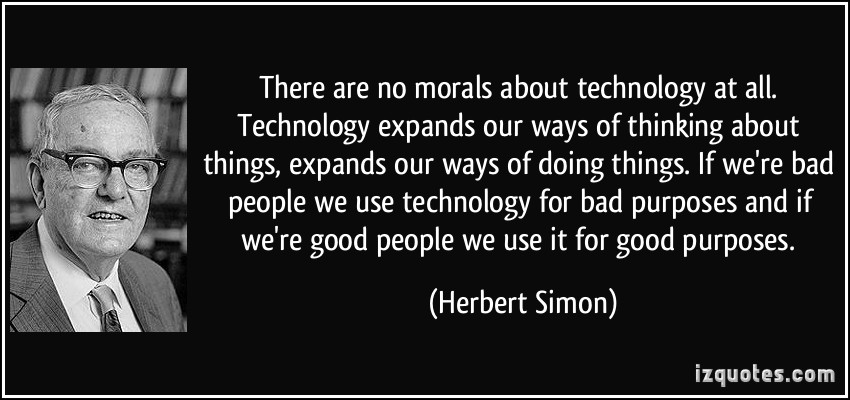 There are no morals about technology at all.
Technology expands our ways of thinking about
things, expands our ways of doing things. If we're bad
people we use technology for bad purposes and if
we're good people we use it for good purposes.
(Herbert Simon)
izquotes.com